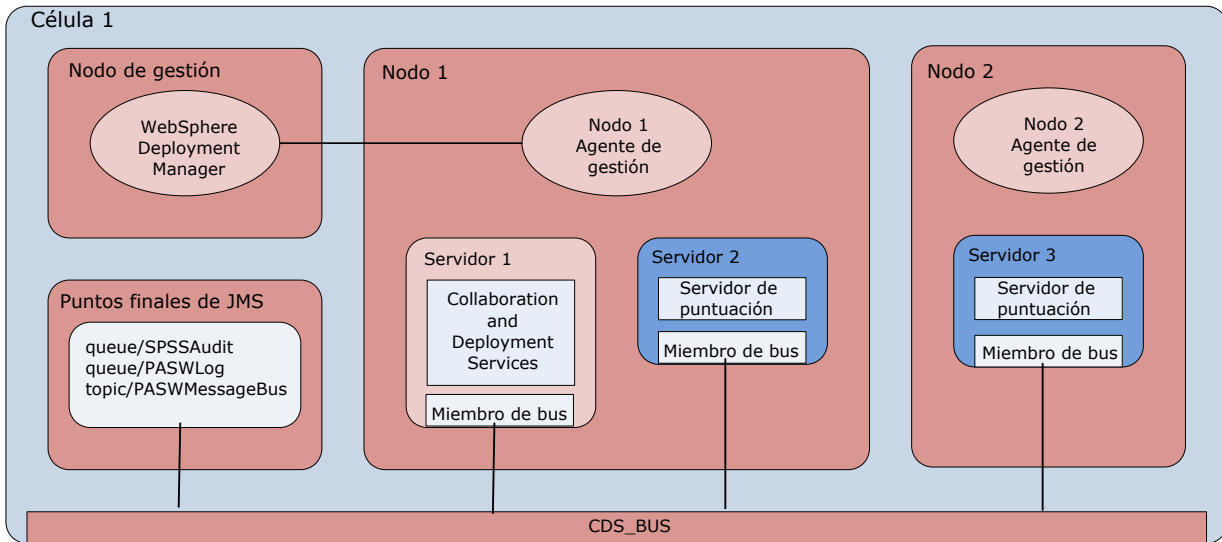 Célula 1
Nodo de gestión
WebSphere
Deployment
Manager
Puntos finales de JMS
queue/SPSSAudit
queue/PASWLog
topic/PASWMessageBus
Nodo 1
Nodo 1
Agente de
gestión
Servidor 1
Collaboration
and
Deployment
Services
Miembro de bus
Servidor 2
Servidor de
puntuación
Miembro de bus
Nodo 2
Nodo 2
Agente de
gestión
Servidor 3
Servidor de
puntuación
Miembro de bus
CDS_BUS